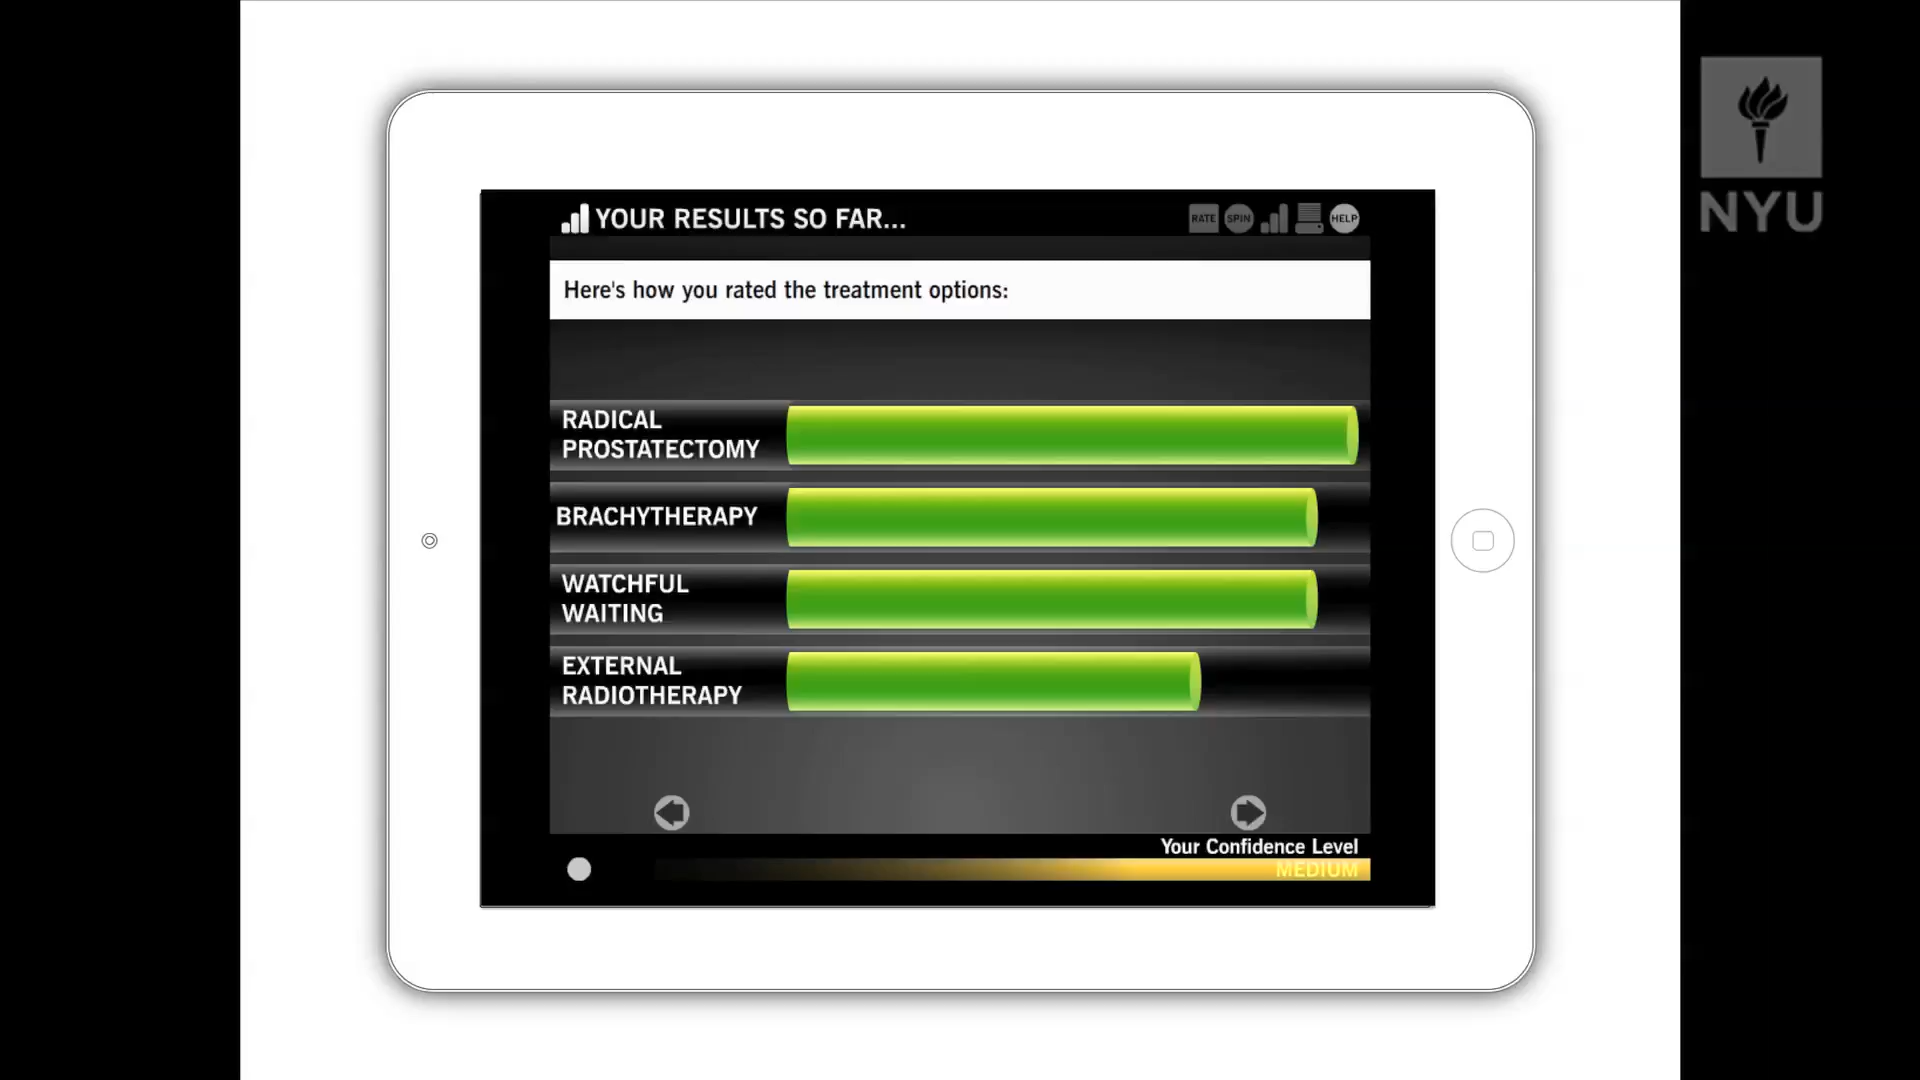 YOUR RESULTS SO FAR...
RATE
SPIN
HELP
NYU
Here's how you rated the treatment options:
RADICAL
PROSTATECTOMY
BRACHYTHERAPY
WATCHFUL
WAITING
EXTERNAL
RADIOTHERAPY
Your Confidence Level
MEDIUM